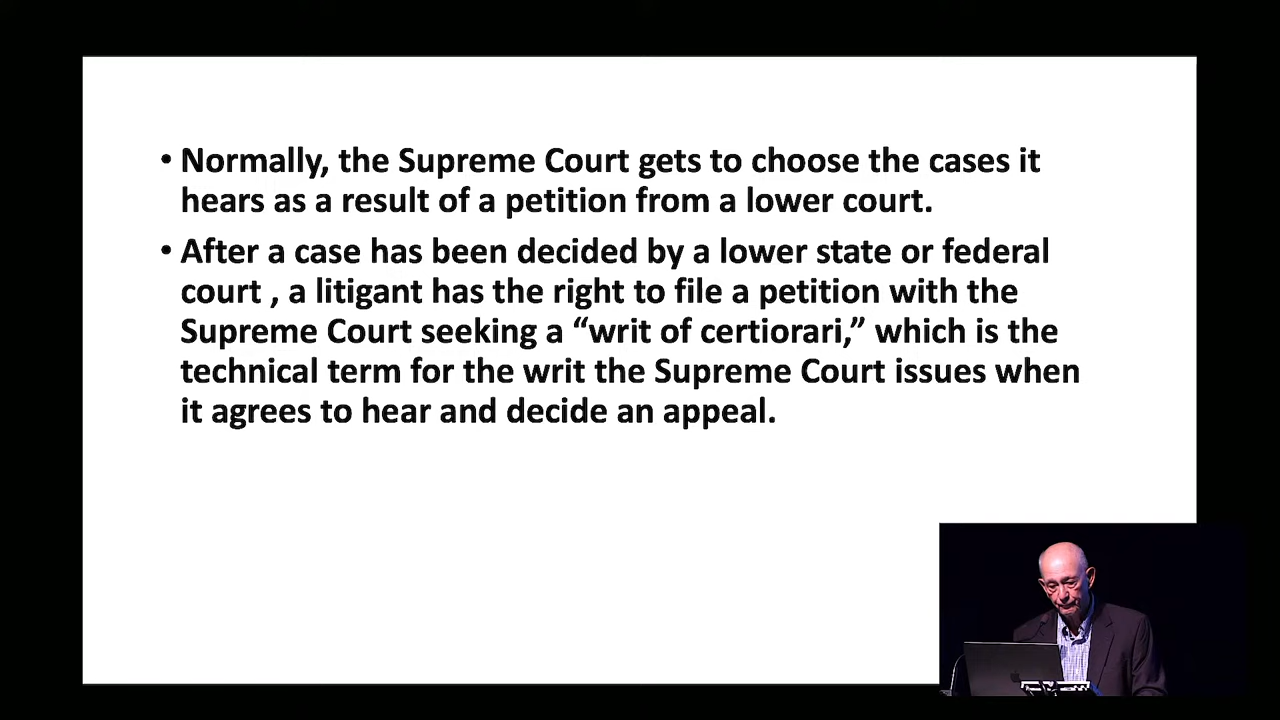 • Normally, the Supreme Court gets to choose the cases it
hears as a result of a petition from a lower court.
• After a case has been decided by a lower state or federal
court , a litigant has the right to file a petition with the
Supreme Court seeking a “writ of certiorari,” which is the
technical term for the writ the Supreme Court issues when
it agrees to hear and decide an appeal.